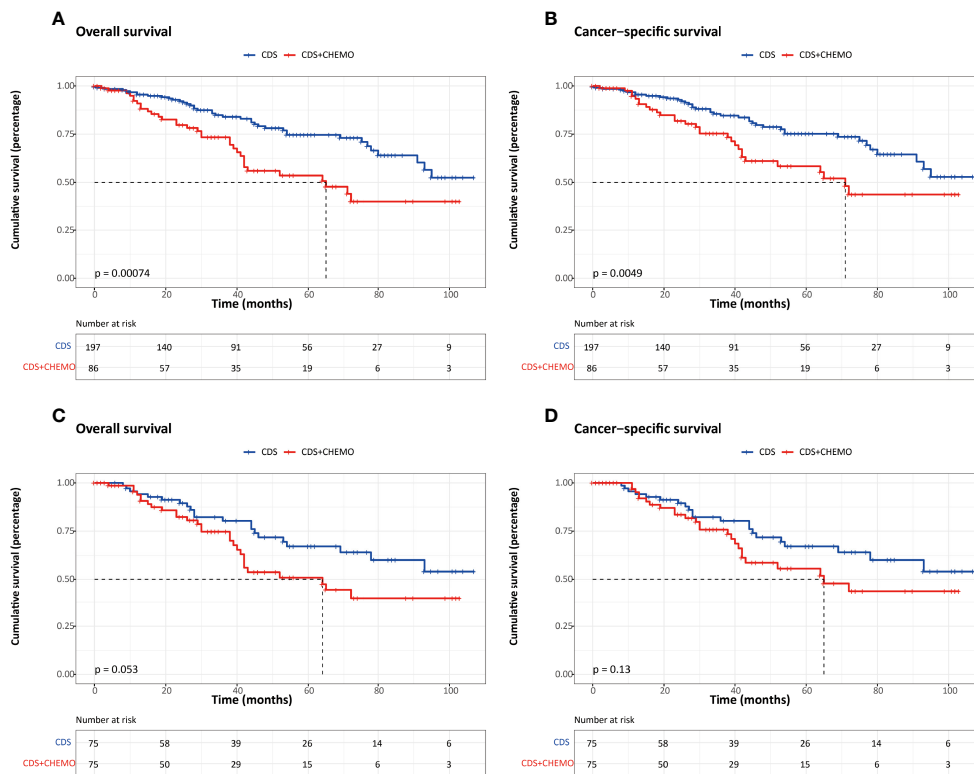 A
Overall survival
CDS CDS+CHEMO
Cumulative survival (percentage)
1.00
0.75
0.50
0.25
0.00
p = 0.00074
0 20 40 60 80 100
Time (months)
Number at risk
CDS 197 140 91 56 27 9
CDS+CHEMO 86 57 35 19 6 3
B
Cancer–specific survival
CDS CDS+CHEMO
Cumulative survival (percentage)
1.00
0.75
0.50
0.25
0.00
p = 0.0049
0 20 40 60 80 100
Time (months)
Number at risk
CDS 197 140 91 56 27 9
CDS+CHEMO 86 57 35 19 6 3
C
Overall survival
CDS CDS+CHEMO
Cumulative survival (percentage)
1.00
0.75
0.50
0.25
0.00
p = 0.053
0 20 40 60 80 100
Time (months)
Number at risk
CDS 75 58 39 26 14 6
CDS+CHEMO 75 50 29 15 6 3
D
Cancer–specific survival
CDS CDS+CHEMO
Cumulative survival (percentage)
1.00
0.75
0.50
0.25
0.00
p = 0.13
0 20 40 60 80 100
Time (months)
Number at risk
CDS 75 58 39 26 14 6
CDS+CHEMO 75 50 29 15 6 3